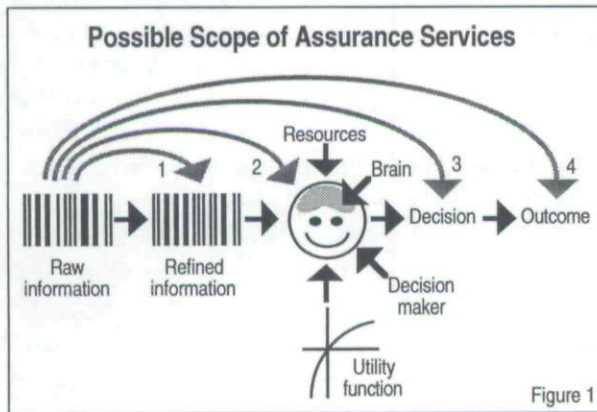 Possible Scope of Assurance Services
Resources
1
2
Brain
3
4
Decision
Outcome
Raw
information
Refined
information
Decision
maker
Utility
function
Figure 1